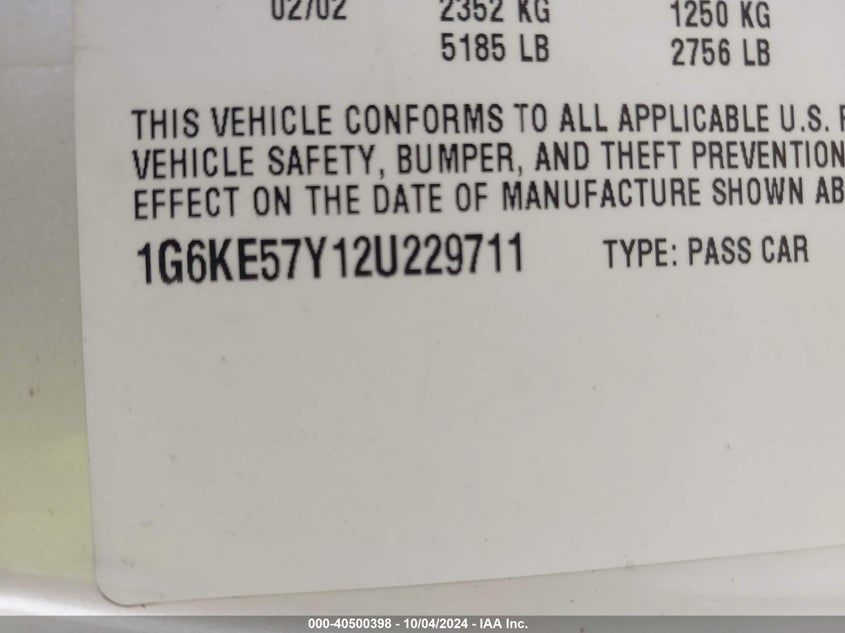 02/02 2352 KG 1250 KG
5185 LB 2756 LB
THIS VEHICLE CONFORMS TO ALL APPLICABLE U.S. F
VEHICLE SAFETY, BUMPER, AND THEFT PREVENTION
EFFECT ON THE DATE OF MANUFACTURE SHOWN AB
1G6KE57Y12U229711 TYPE: PASS CAR
000-40500398 - 10/04/2024 - IAA Inc.